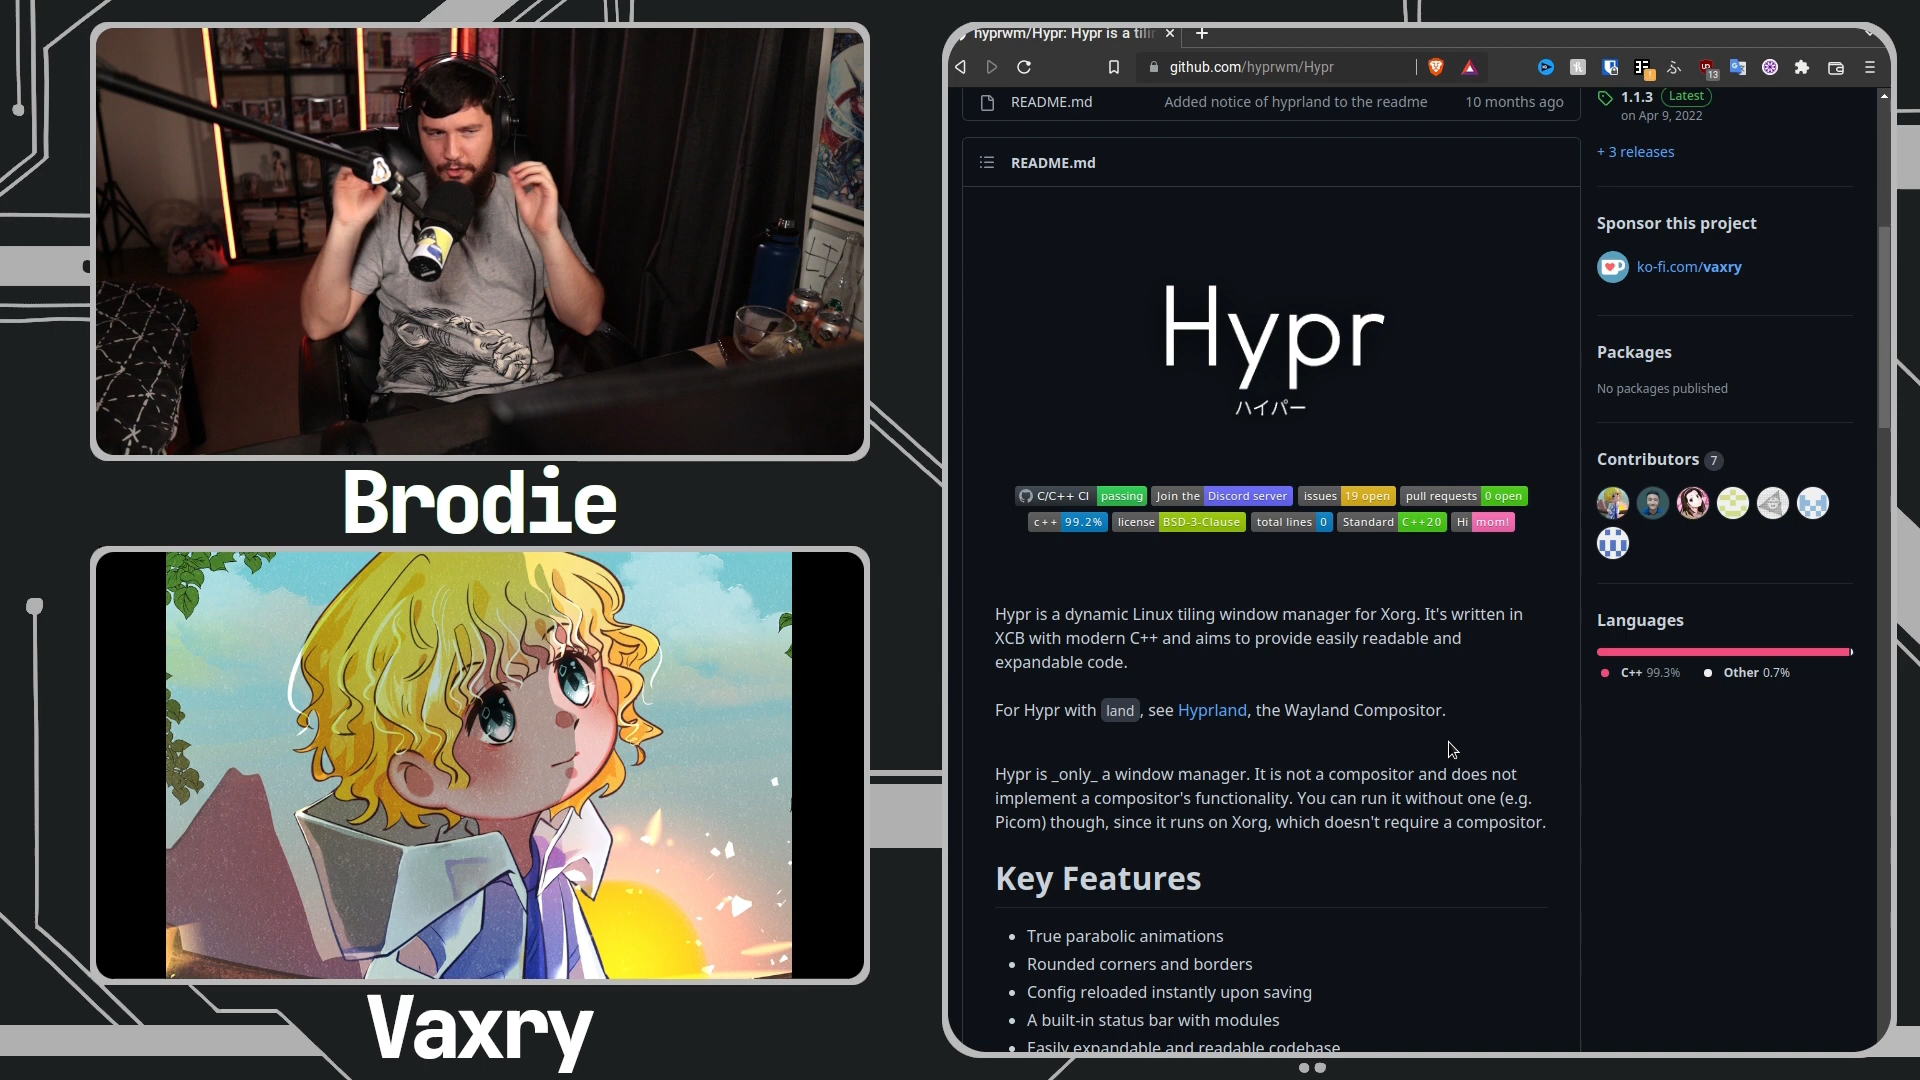 Brodie
Vaxry
hyprwm/Hypr: Hypr is a tili
github.com/hyprwm/Hypr
13
README.md Added notice of hyprland to the readme 10 months ago
README.md
Hypr
ハイパー
C/C++ CI passing Join the Discord server issues 19 open pull requests 0 open
c++ 99.2% license BSD-3-Clause total lines 0 Standard C++20 Hi mom!
Hypr is a dynamic Linux tiling window manager for Xorg. It's written in
XCB with modern C++ and aims to provide easily readable and
expandable code.
For Hypr with land, see Hyprland, the Wayland Compositor.
Hypr is _only_ a window manager. It is not a compositor and does not
implement a compositor's functionality. You can run it without one (e.g.
Picom) though, since it runs on Xorg, which doesn't require a compositor.
Key Features
True parabolic animations
Rounded corners and borders
Config reloaded instantly upon saving
A built-in status bar with modules
Easily expandable and readable codebase
1.1.3 Latest
on Apr 9, 2022
+ 3 releases
Sponsor this project
ko-fi.com/vaxry
Packages
No packages published
Contributors 7
Languages
C++ 99.3% Other 0.7%